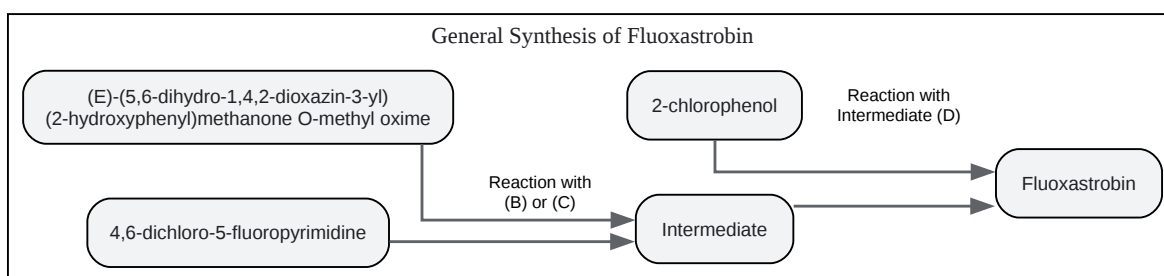 General Synthesis of Fluoxastrobin
(E)-(5,6-dihydro-1,4,2-dioxazin-3-yl)
(2-hydroxyphenyl)methanone O-methyl oxime
2-chlorophenol
Reaction with
Intermediate (D)
Reaction with
(B) or (C)
Fluoxastrobin
4,6-dichloro-5-fluoropyrimidine
Intermediate